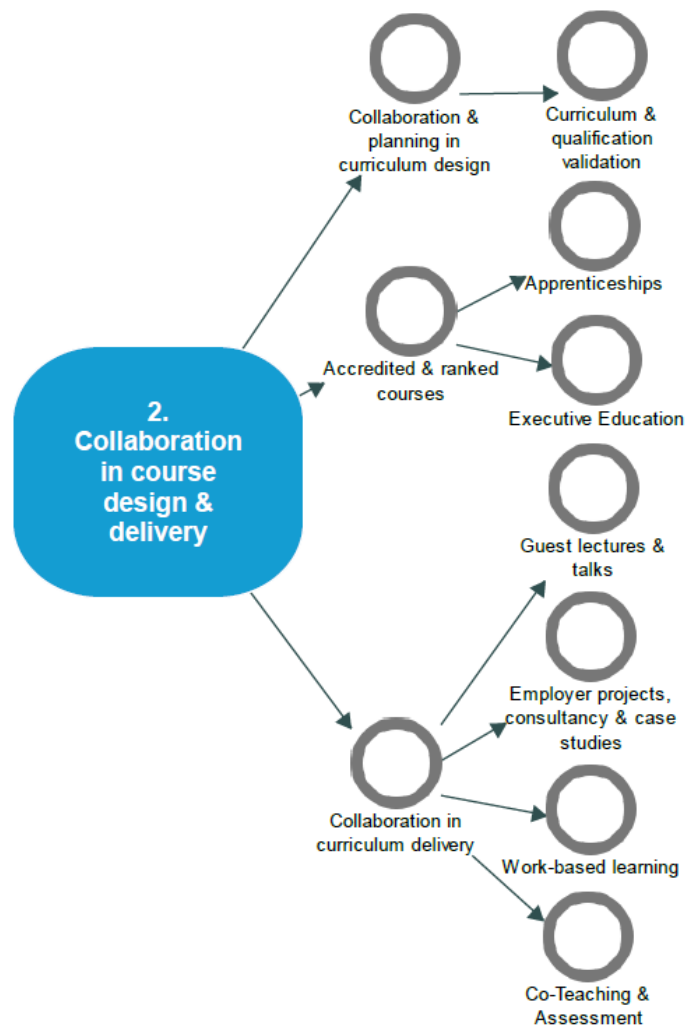 Collaboration &
planning in
curriculum design
Curriculum &
qualification
validation
Apprenticeships
Accredited & ranked
courses
Executive Education
2.
Collaboration
in course
design &
delivery
Guest lectures &
talks
Employer projects,
consultancy & case
studies
Collaboration in
curriculum delivery
Work-based learning
Co-Teaching &
Assessment